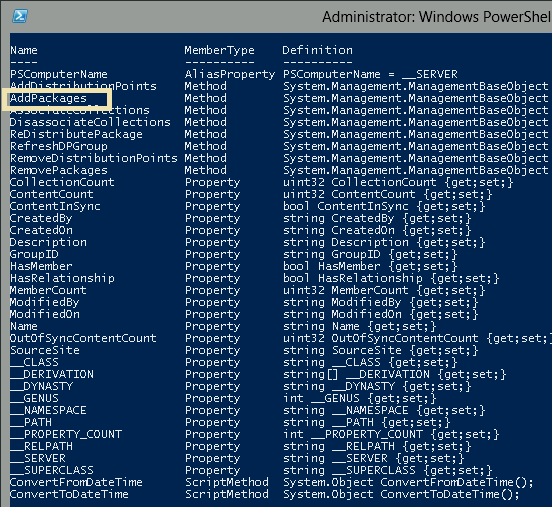 Administrator: Windows PowerShel
Name MemberType Definition
---- ---------- ----------
PSComputerName AliasProperty PSComputerName = __SERVER
AddDistributionPoints Method System.Management.ManagementBaseObject
AddPackages Method System.Management.ManagementBaseObject
AssociateCollections Method System.Management.ManagementBaseObject
DisassociateCollections Method System.Management.ManagementBaseObject
ReDistributePackage Method System.Management.ManagementBaseObject
RefreshDPGroup Method System.Management.ManagementBaseObject
RemoveDistributionPoints Method System.Management.ManagementBaseObject
RemovePackages Method System.Management.ManagementBaseObject
CollectionCount Property uint32 CollectionCount {get;set;}
ContentCount Property uint32 ContentCount {get;set;}
ContentInSync Property bool ContentInSync {get;set;}
CreatedBy Property string CreatedBy {get;set;}
CreatedOn Property string CreatedOn {get;set;}
Description Property string Description {get;set;}
GroupID Property string GroupID {get;set;}
HasMember Property bool HasMember {get;set;}
HasRelationship Property bool HasRelationship {get;set;}
MemberCount Property uint32 MemberCount {get;set;}
ModifiedBy Property string ModifiedBy {get;set;}
ModifiedOn Property string ModifiedOn {get;set;}
Name Property string Name {get;set;}
OutOfSyncContentCount Property uint32 OutOfSyncContentCount {get;s
SourceSite Property string SourceSite {get;set;}
__CLASS Property string __CLASS {get;set;}
__DERIVATION Property string[] __DERIVATION {get;set;}
__DYNASTY Property string __DYNASTY {get;set;}
__GENUS Property int __GENUS {get;set;}
__NAMESPACE Property string __NAMESPACE {get;set;}
__PATH Property string __PATH {get;set;}
__PROPERTY_COUNT Property int __PROPERTY_COUNT {get;set;}
__RELPATH Property string __RELPATH {get;set;}
__SERVER Property string __SERVER {get;set;}
__SUPERCLASS Property string __SUPERCLASS {get;set;}
ConvertFromDateTime ScriptMethod System.Object ConvertFromDateTime();
ConvertToDateTime ScriptMethod System.Object ConvertToDateTime();